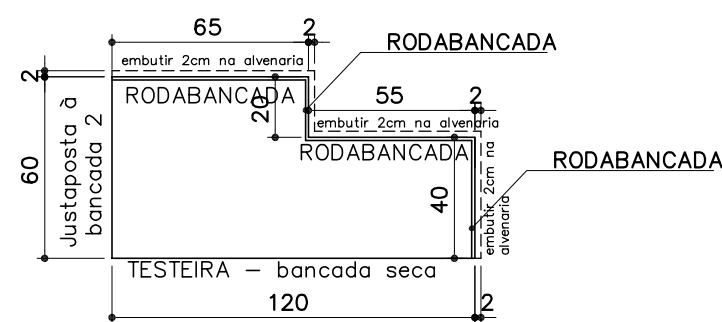 65
2
RODABANCADA
embutir 2cm na alvenaria
2
RODABANCADA
20
55
2
embutir 2cm na alvenaria
RODABANCADA
RODABANCADA
60
Justaposta à
bancada 2
40
embutir 2cm na
alvenaria
TESTEIRA – bancada seca
120
2